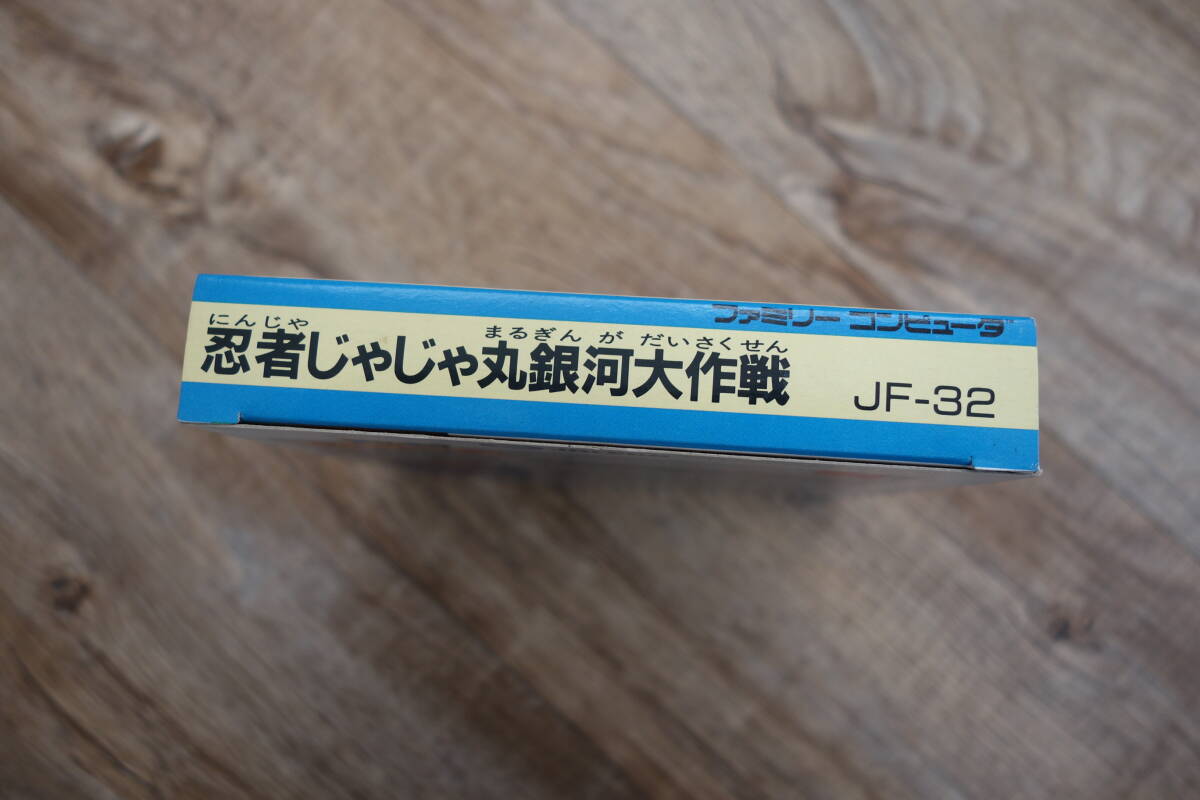 ファミリー コンピュータ
にんじゃ まるぎん が だいさくせん
忍者じゃじゃ丸銀河大作戦 JF-32